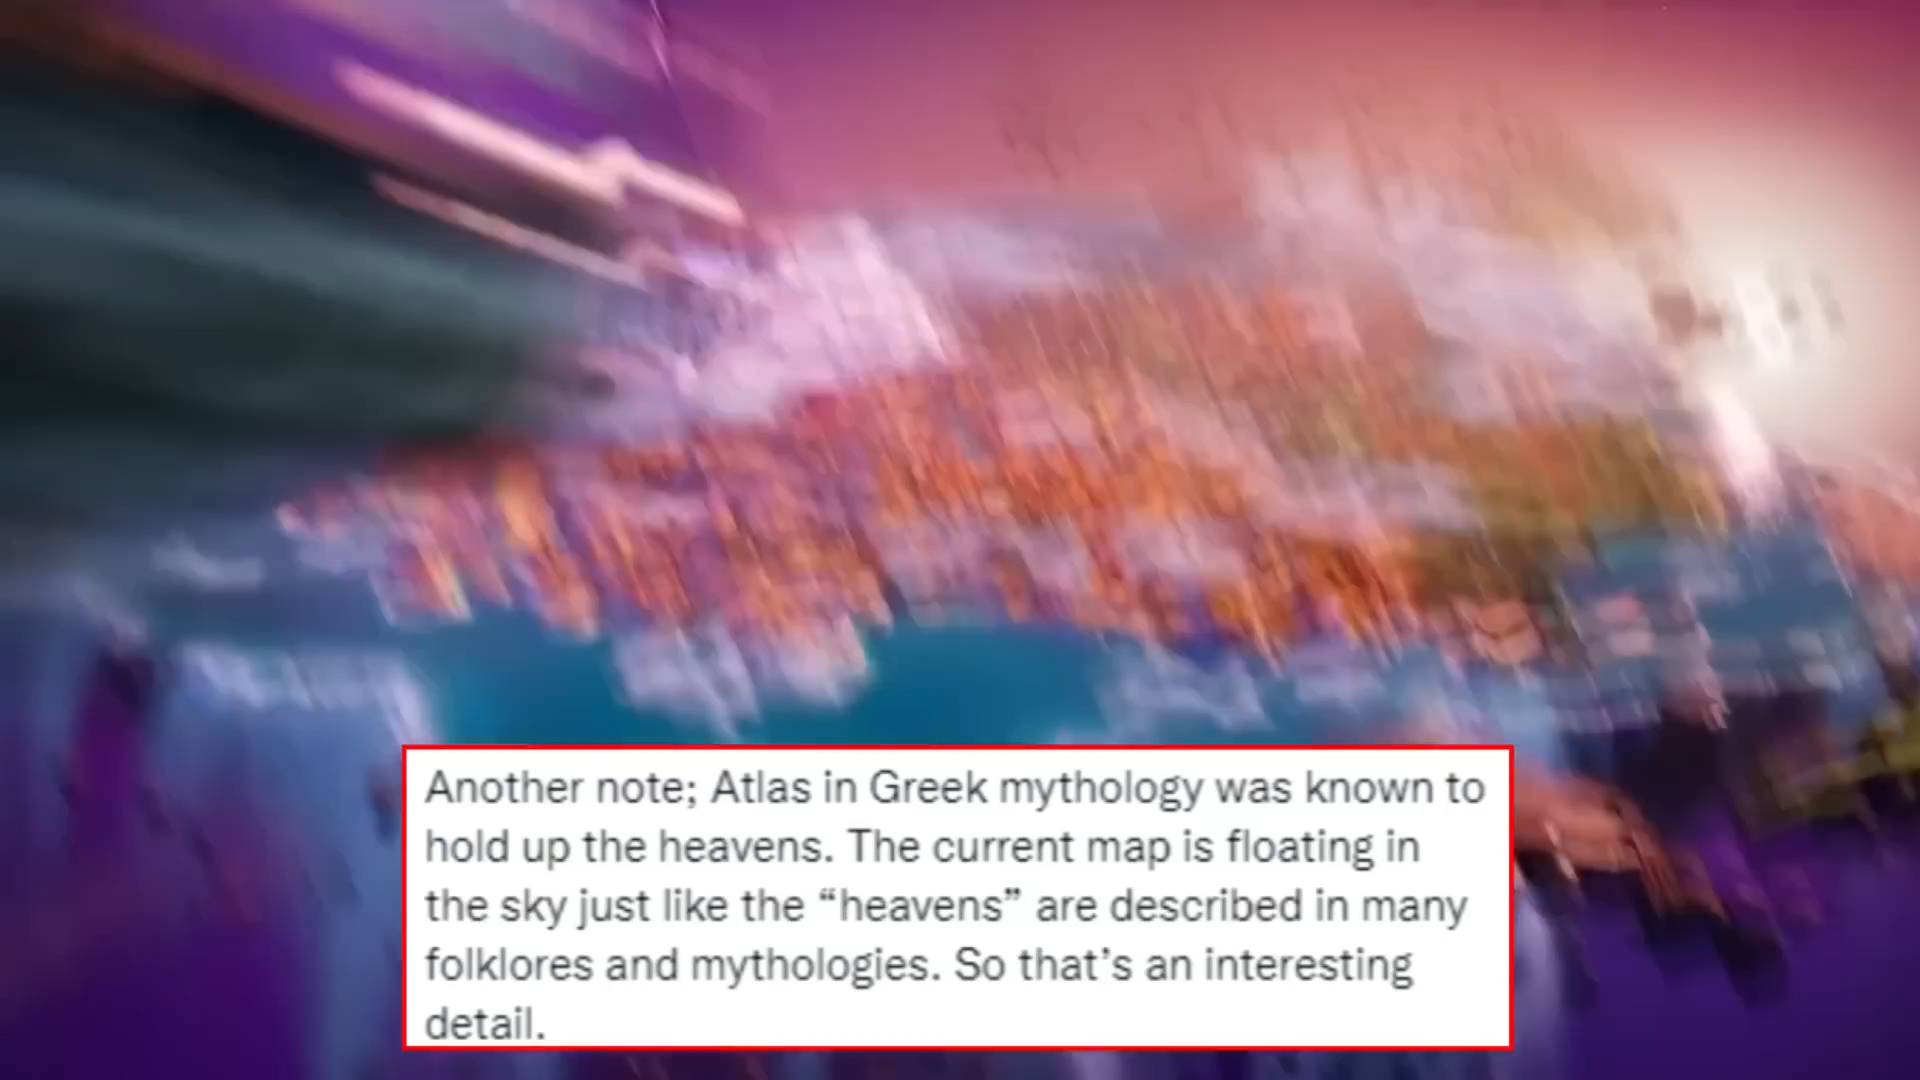 Another note; Atlas in Greek mythology was known to
hold up the heavens. The current map is floating in
the sky just like the “heavens” are described in many
folklores and mythologies. So that’s an interesting
detail.